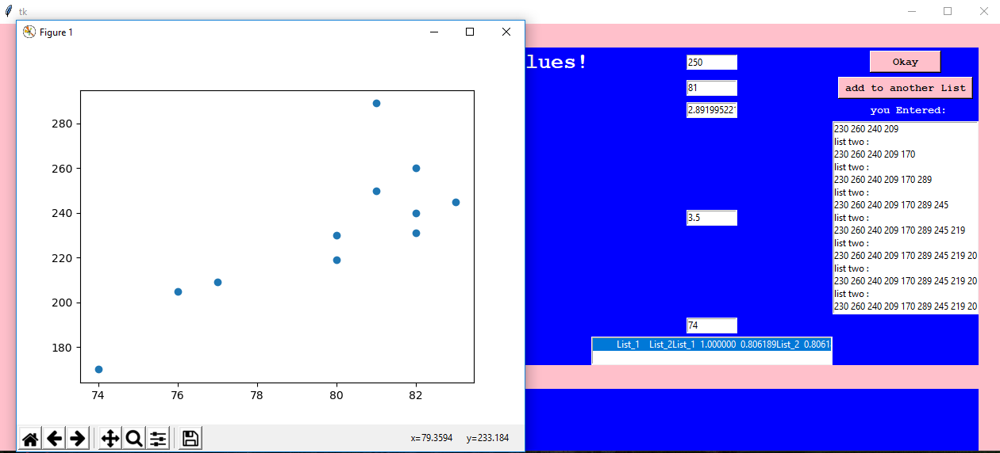 tk
Figure 1
280
260
240
220
200
180
74 76 78 80 82
x=79.3594 y=233.184
lues!
250
81
2.891995221
3.5
74
List_1 List_2List_1 1.000000 0.806189List_2 0.8061
Okay
add to another List
you Entered:
230 260 240 209
list two :
230 260 240 209 170
list two :
230 260 240 209 170 289
list two :
230 260 240 209 170 289 245
list two :
230 260 240 209 170 289 245 219
list two :
230 260 240 209 170 289 245 219 20
list two :
230 260 240 209 170 289 245 219 20
list two :
230 260 240 209 170 289 245 219 20